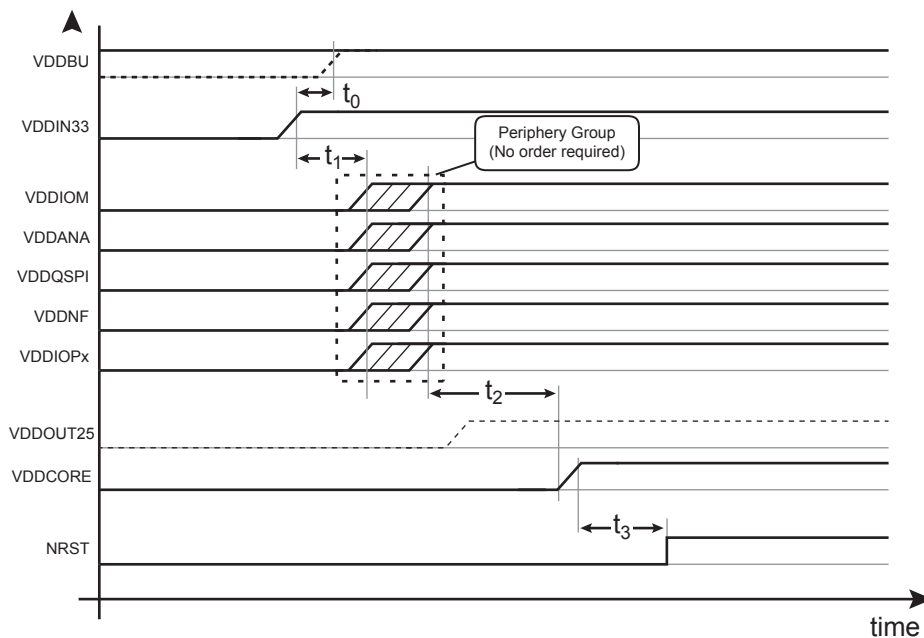 VDDBU
t0
VDDIN33
Periphery Group
(No order required)
t1
VDDIOM
VDDANA
VDDQSPI
VDDNF
VDDIOPx
t2
VDDOUT25
VDDCORE
t3
NRST
time